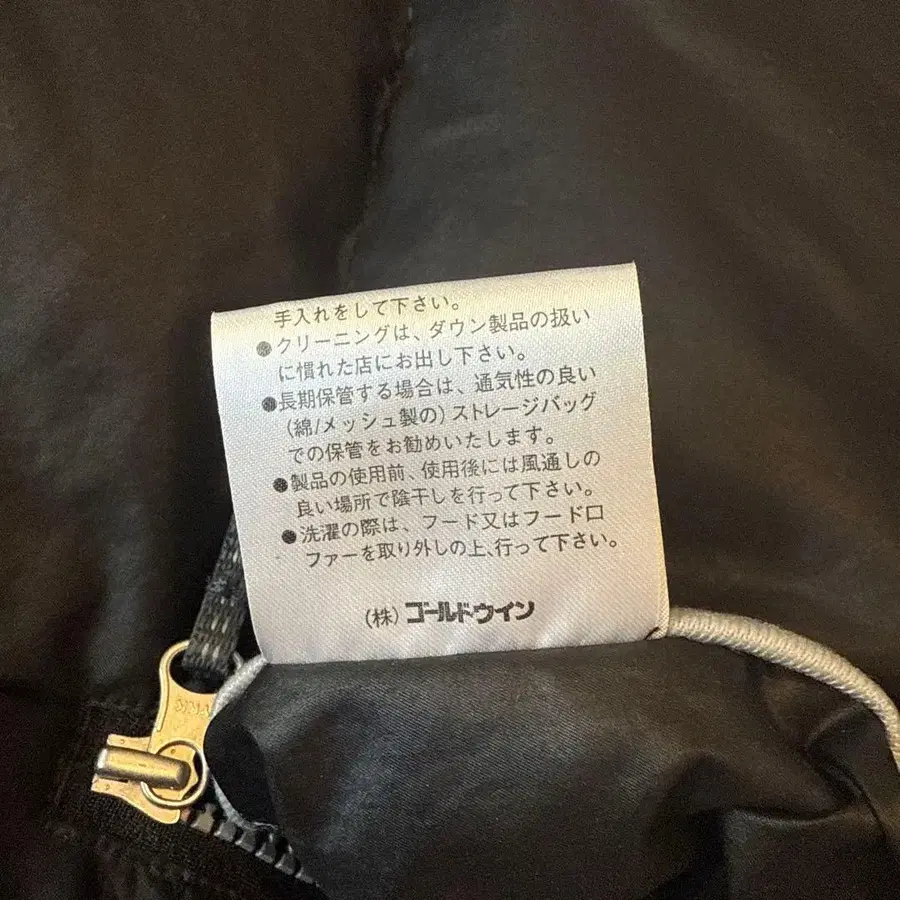 手入れをして下さい。
●クリーニングは、ダウン製品の扱い
に慣れた店にお出し下さい。
●長期保管する場合は、通気性の良い
(綿/メッシュ製の)ストレージバッグ
での保管をお勧めいたします。
●製品の使用前、使用後には風通しの
良い場所で陰干しを行って下さい。
●洗濯の際は、フード又はフード口
ファーを取り外しの上、行って下さい。
(株)ゴールドウイン
YKK